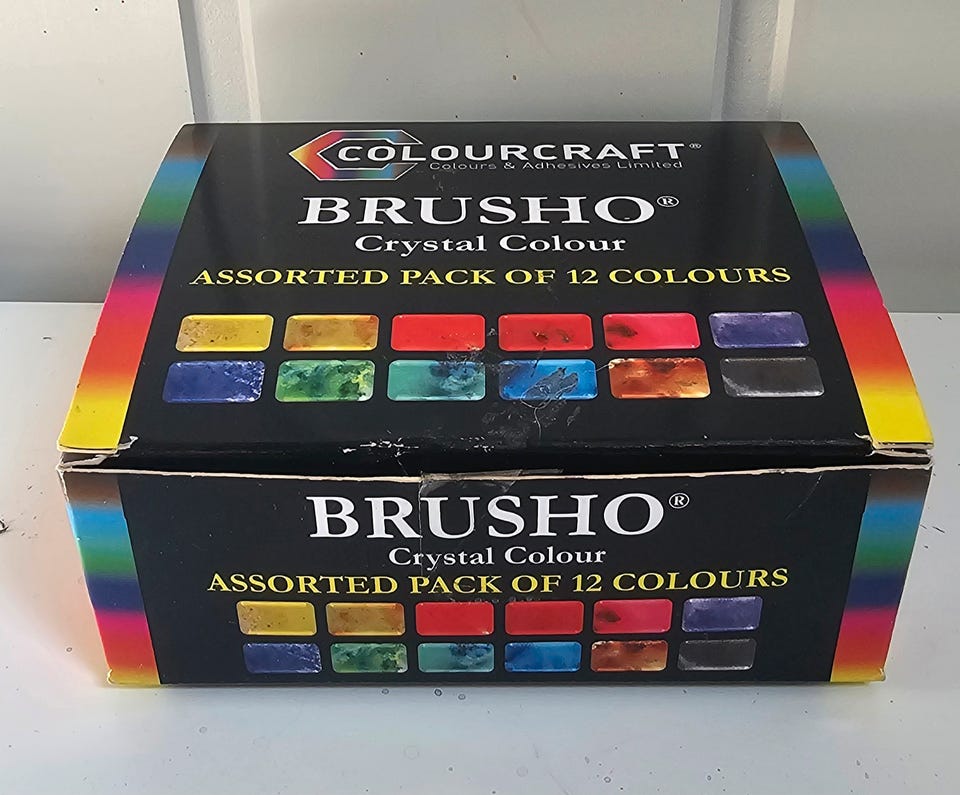 COLOURCRAFT®
Colours & Adhesives Limited
BRUSHO®
Crystal Colour
ASSORTED PACK OF 12 COLOURS
BRUSHO®
Crystal Colour
ASSORTED PACK OF 12 COLOURS